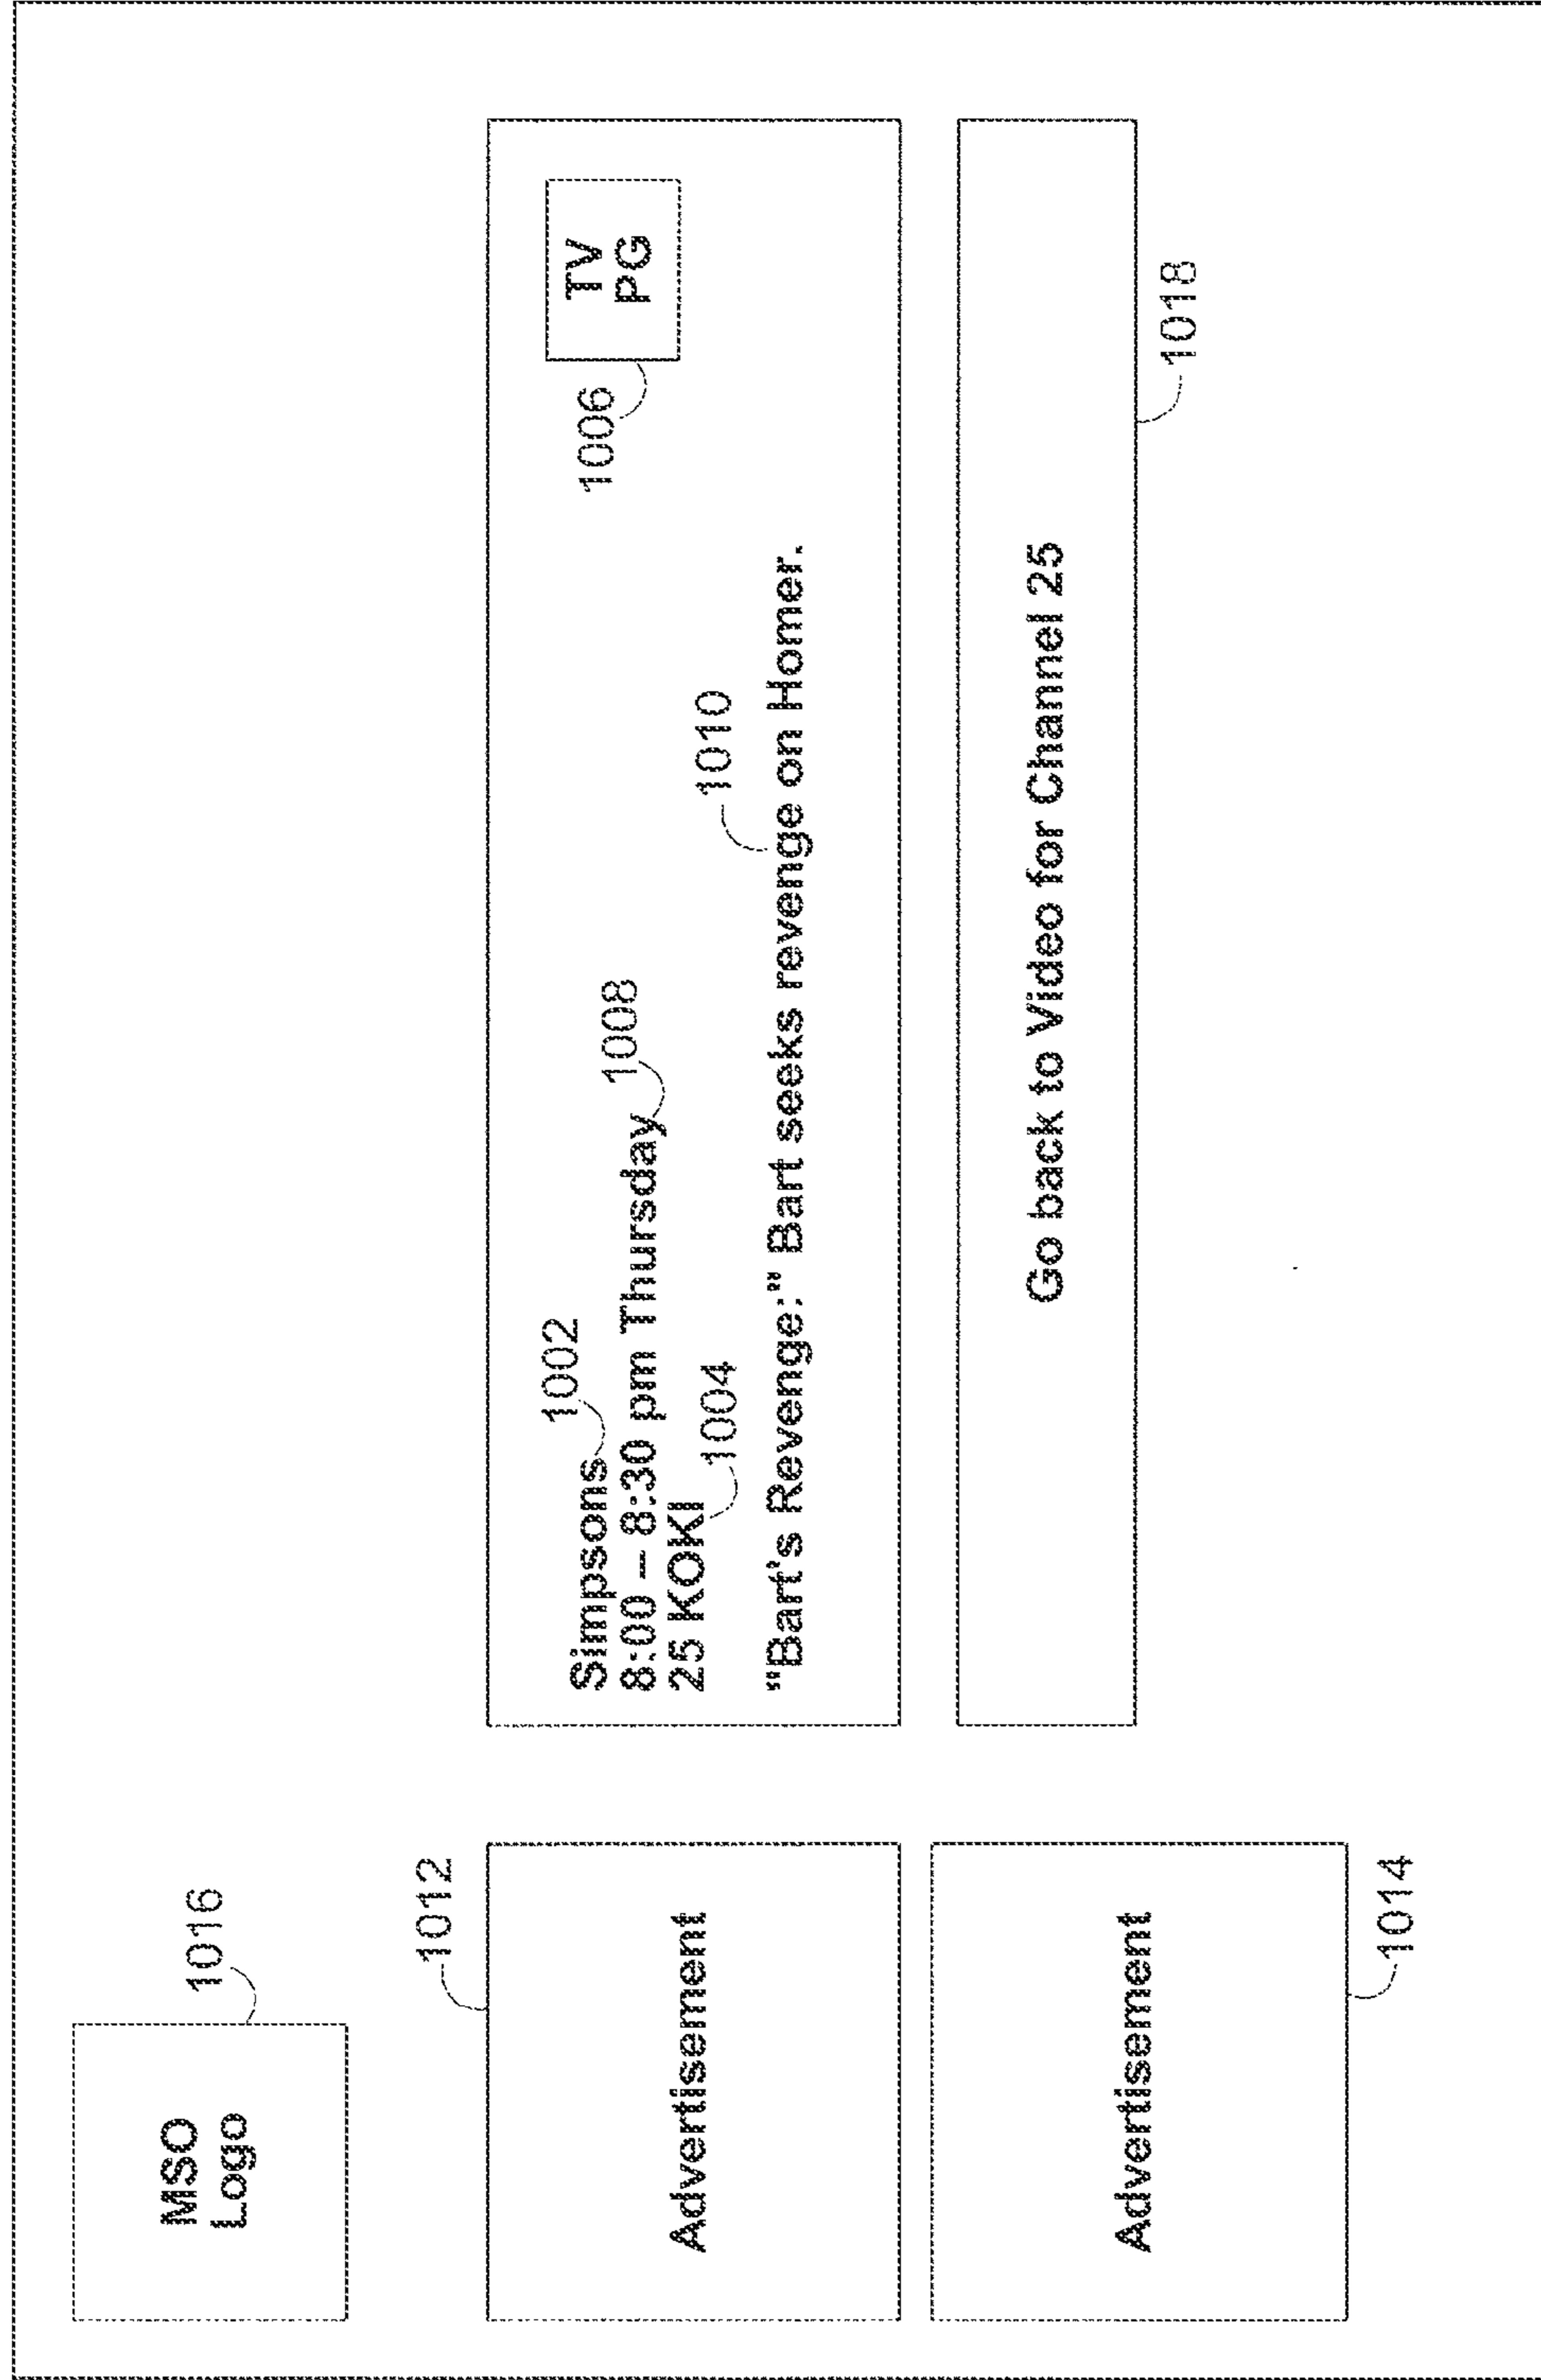 MSO
Logo
1016
1012
Advertisement
Advertisement
1014
Simpsons
1002
8:00 – 8:30 pm Thursday
1008
25 KOKI
1004
1006
TV
PG
1010
"Bart's Revenge:" Bart seeks revenge on Homer.
Go back to Video for Channel 25
1018